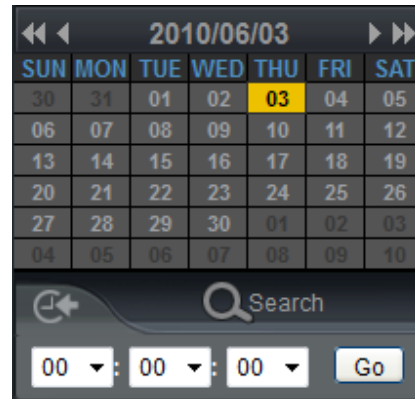 2010/06/03
SUN MON TUE WED THU FRI SAT
30 31 01 02 03 04 05
06 07 08 09 10 11 12
13 14 15 16 17 18 19
20 21 22 23 24 25 26
27 28 29 30 01 02 03
04 05 06 07 08 09 10
Search
00 : 00 : 00 Go